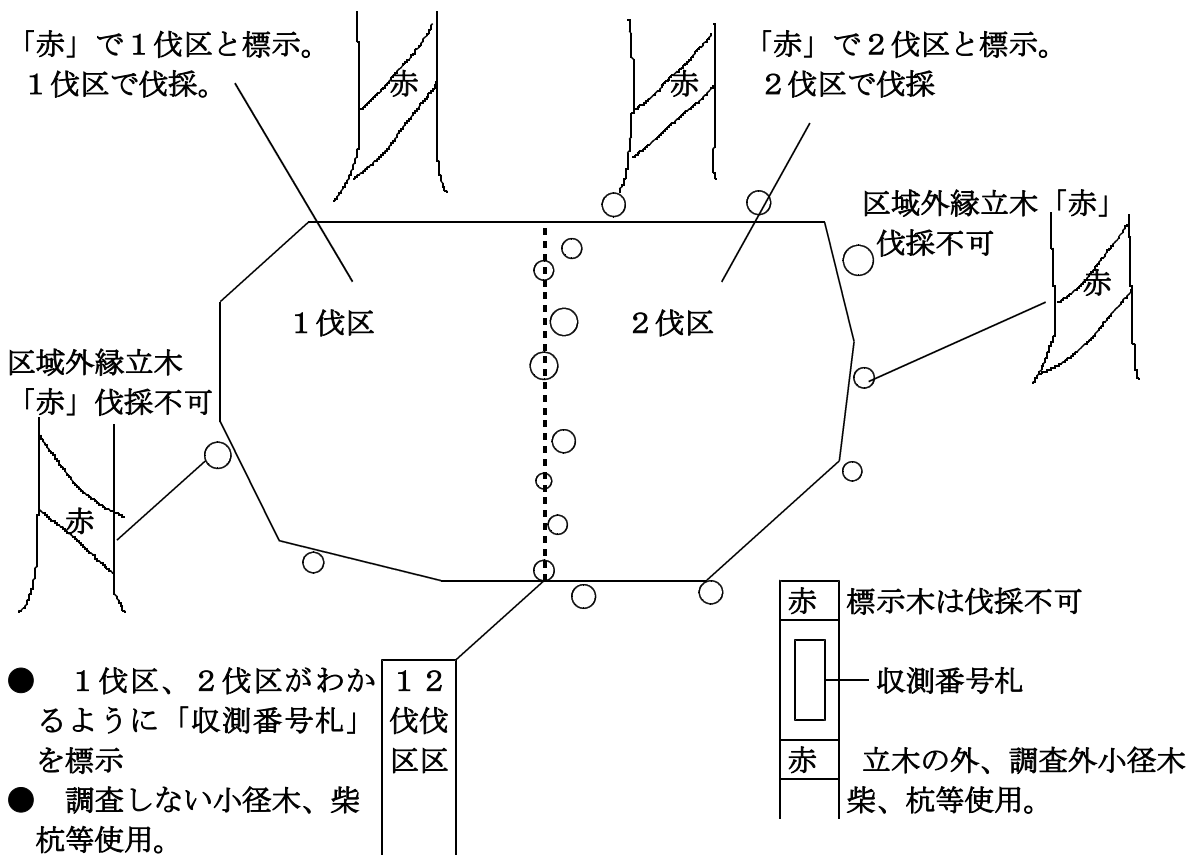 「赤」で１伐区と標示。
１伐区で伐採。
赤
赤
「赤」で２伐区と標示。
２伐区で伐採
区域外縁立木「赤」
伐採不可
赤
１伐区
２伐区
区域外縁立木
「赤」伐採不可
赤
赤 標示木は伐採不可
収測番号札
赤 立木の外、調査外小径木
柴、杭等使用。
● １伐区、２伐区がわか
るように「収測番号札」
を標示
● 調査しない小径木、柴
杭等使用。
１２
伐伐
区区